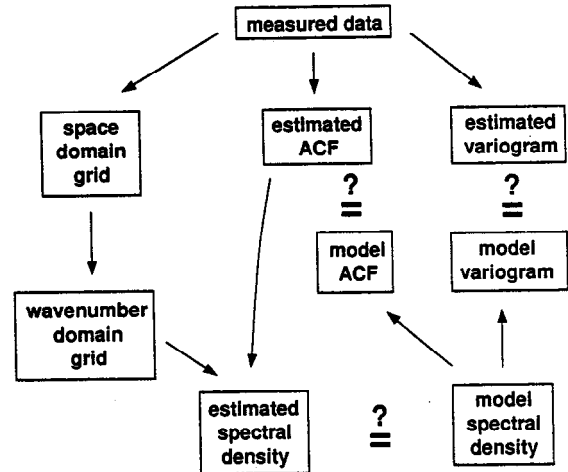 measured data
space
domain
grid
estimated
ACF
estimated
variogram
?
=
?
=
model
ACF
model
variogram
wavenumber
domain
grid
estimated
spectral
density
?
=
model
spectral
density